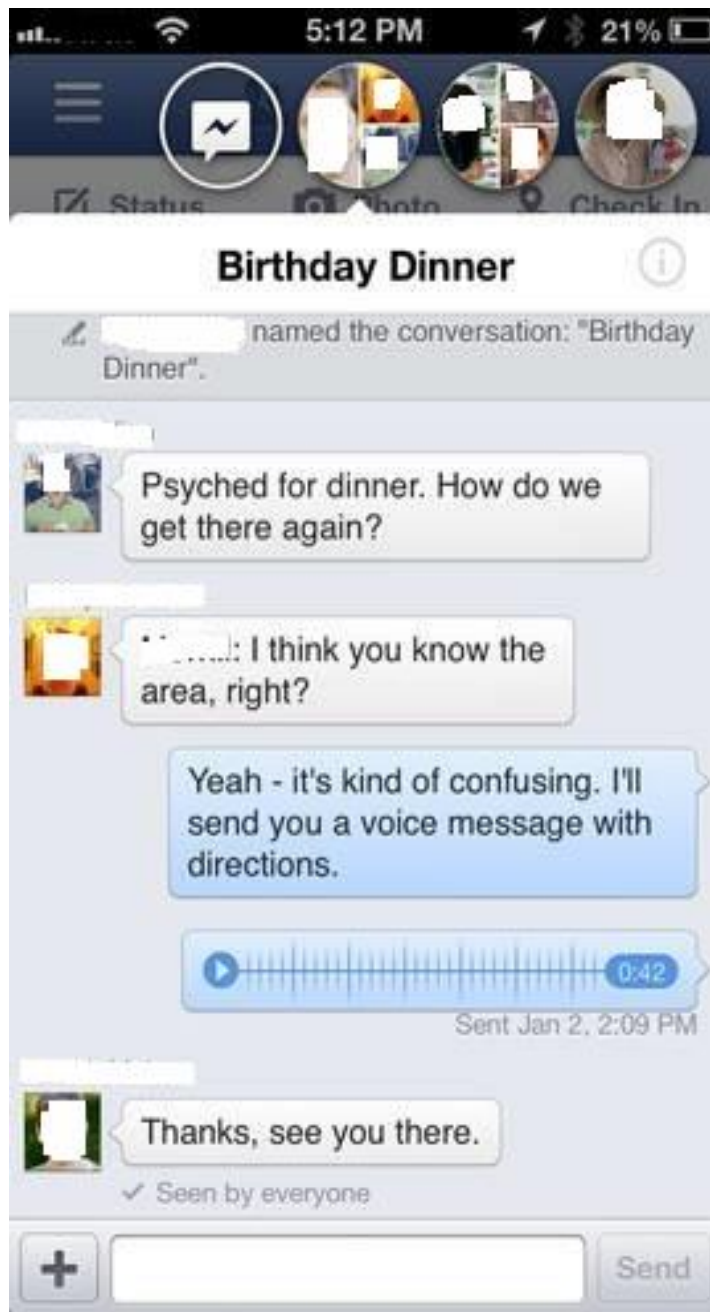 5:12 PM
21%
Status
Photo
Check In
Birthday Dinner
named the conversation: "Birthday
Dinner".
Psyched for dinner. How do we
get there again?
: I think you know the
area, right?
Yeah - it's kind of confusing. I'll
send you a voice message with
directions.
0:42
Sent Jan 2, 2:09 PM
Thanks, see you there.
Seen by everyone
Send